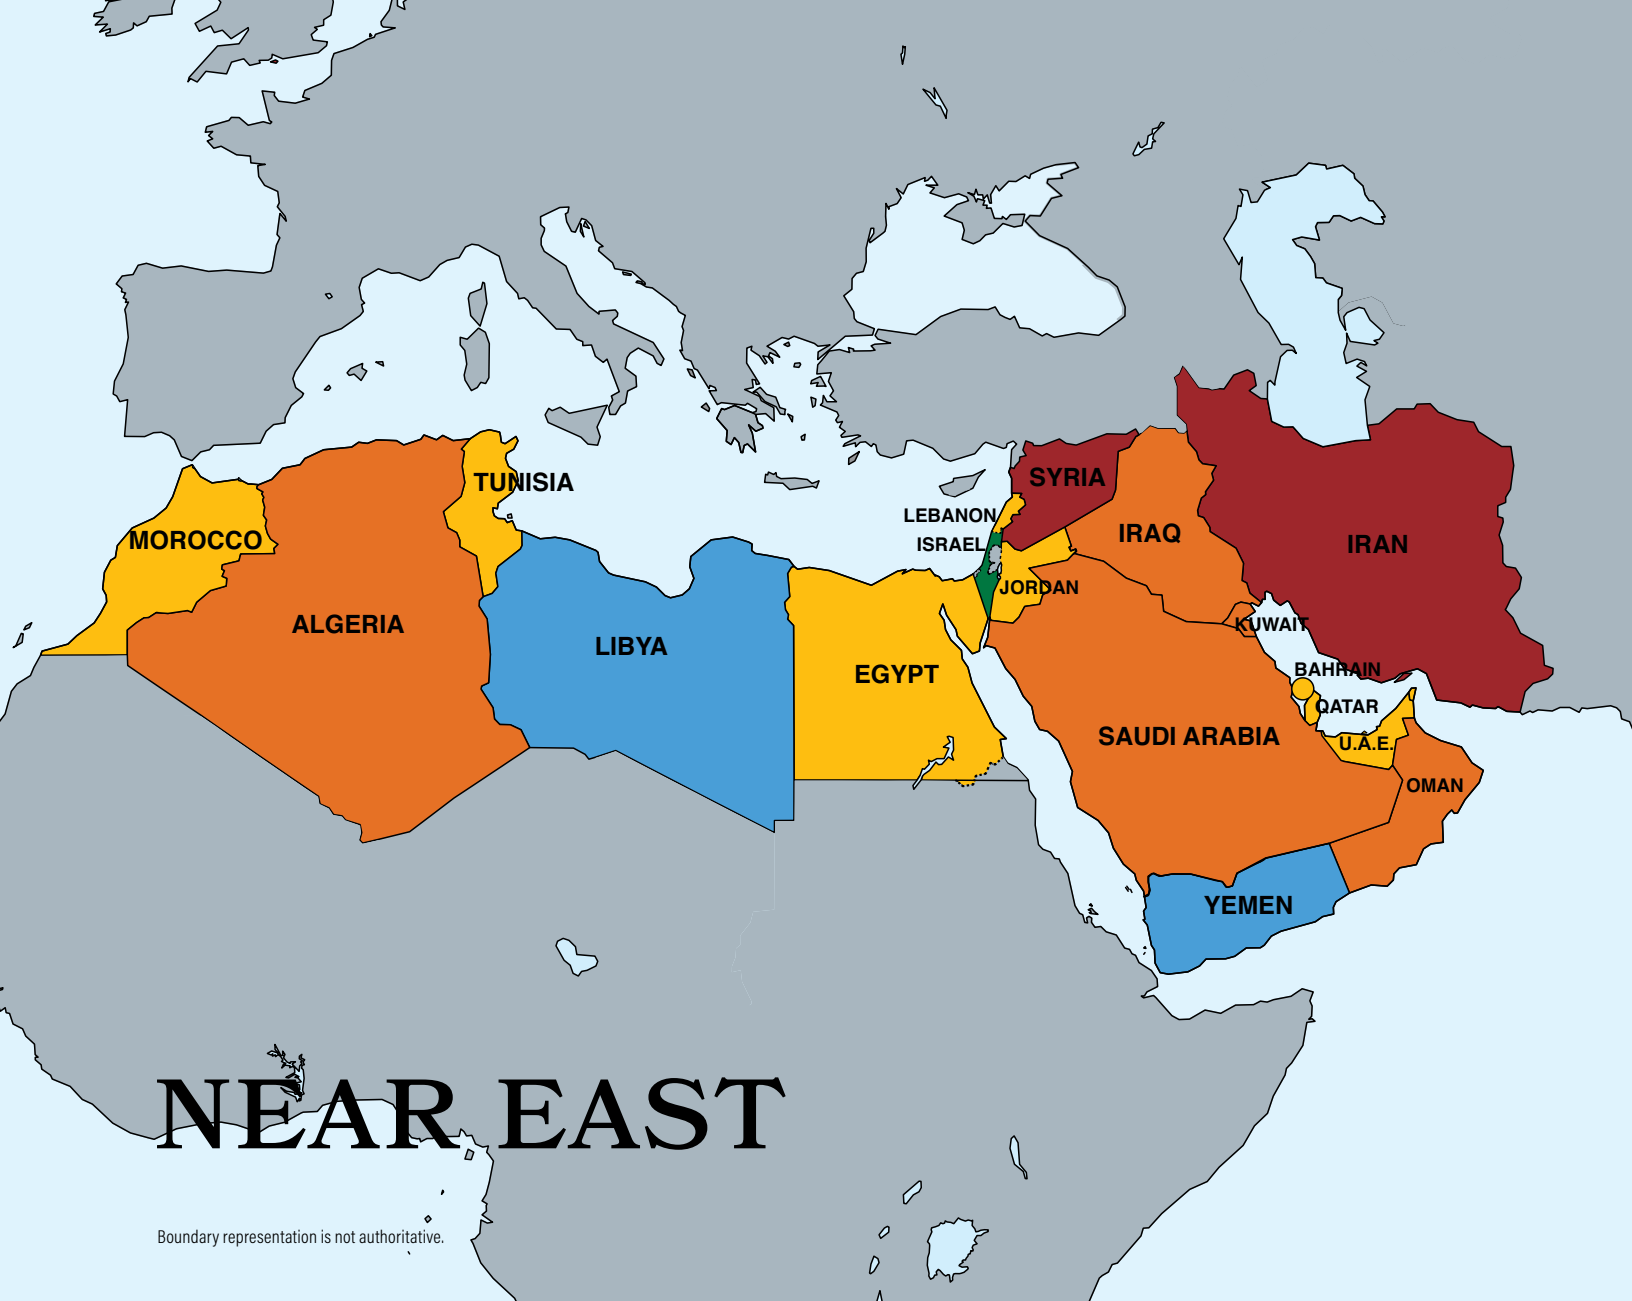 TUNISIA
SYRIA
LEBANON
MOROCCO
IRAQ
ISRAEL
IRAN
JORDAN
ALGERIA
KUWAIT
LIBYA
BAHRAIN
EGYPT
QATAR
SAUDI ARABIA
U.A.E.
OMAN
YEMEN
NEAR EAST
Boundary representation is not authoritative.